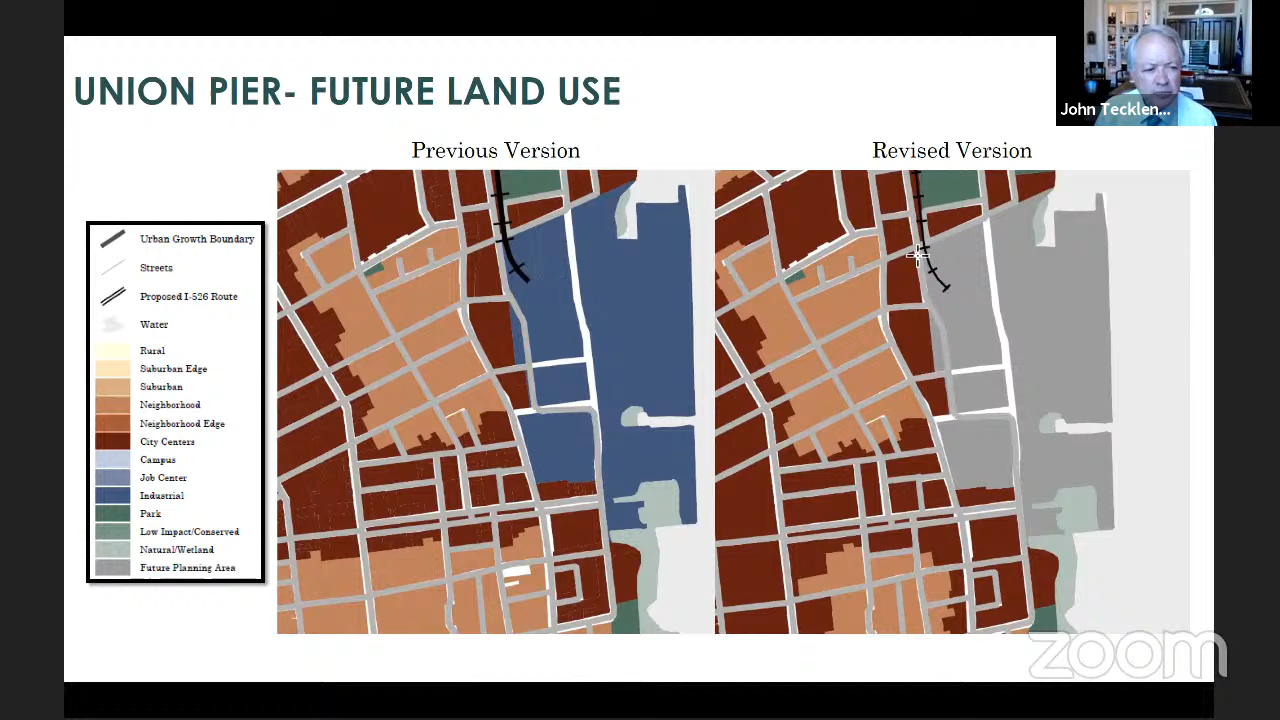 UNION PIER- FUTURE LAND USE
John Tecklen...
Previous Version
Revised Version
Urban Growth Boundary
Streets
Proposed I-526 Route
Water
Rural
Suburban Edge
Suburban
Neighborhood
Neighborhood Edge
City Centers
Campus
Job Center
Industrial
Park
Low Impact/Conserved
Natural/Wetland
Future Planning Area
zoom